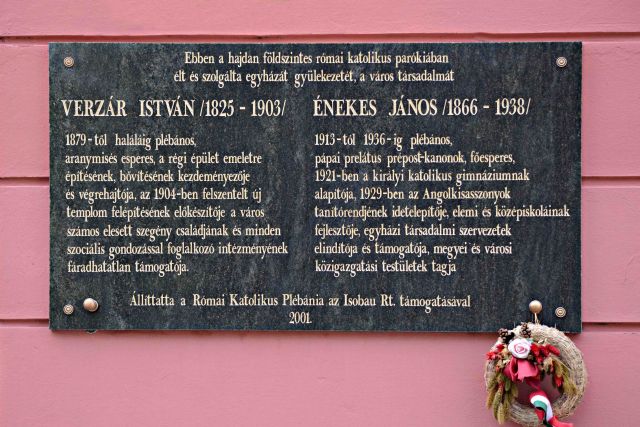 Ebben a hajdan földszintes római katolikus parókiában
élt és szolgálta egyházát gyülekezetét, a város társadalmát
VERZÁR ISTVÁN /1825 - 1903/
1879-től haláláig plébános,
aranymisés esperes, a régi épület emeletre
építésének, bővítésének kezdeményezője
és végrehajtója, az 1904-ben felszentelt új
templom felépítésének előkészítője a város
számos elesett szegény családjának és minden
szociális gondozással foglalkozó intézményének
fáradhatatlan támogatója.
ÉNEKES JÁNOS /1866 - 1938/
1913-tól 1936-ig plébános,
pápai prelátus prépost-kanonok, főesperes,
1921-ben a királyi katolikus gimnáziumnak
alapítója, 1929-ben az Angolkisasszonyok
tanítórendjének idetelepítője, elemi és középiskoláinak
fejlesztője, egyházi társadalmi szervezetek
elindítója és támogatója, megyei és városi
közigazgatási testületek tagja
Állíttatta a Római Katolikus Plébánia az Isobau Rt. támogatásával
2001.